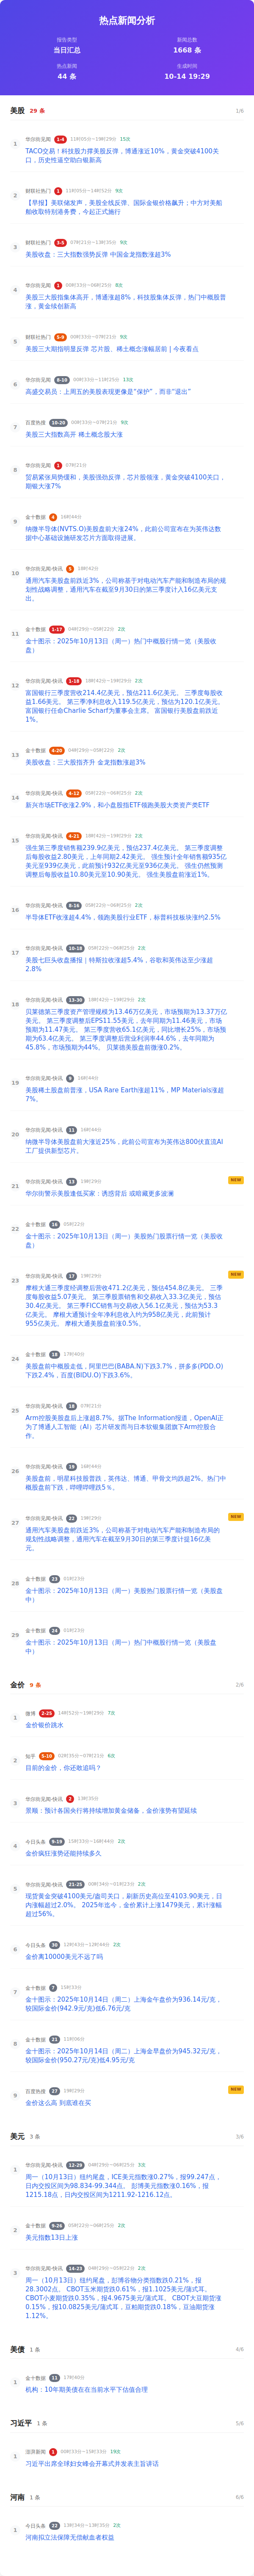 热点新闻分析
报告类型
当日汇总
新闻总数
1668 条
热点新闻
44 条
生成时间
10-14 19:29
美股 29 条
1/6
1
华尔街见闻 1-4 11时05分~19时29分 15次
TACO交易！科技股力撑美股反弹，博通涨近10%，黄金突破4100关
口，历史性逼空助白银新高
2
财联社热门 1 11时05分~14时52分 9次
【早报】美联储发声，美股全线反弹、国际金银价格飙升；中方对美船
舶收取特别港务费，今起正式施行
3
财联社热门 3-5 07时21分~13时35分 9次
美股收盘：三大指数强势反弹 中国金龙指数涨超3%
4
华尔街见闻 1 00时33分~06时25分 8次
美股三大股指集体高开，博通涨超8%，科技股集体反弹，热门中概股普
涨，黄金续创新高
5
财联社热门 5-9 00时33分~07时21分 9次
美股三大期指明显反弹 芯片股、稀土概念涨幅居前 | 今夜看点
6
华尔街见闻 8-10 00时33分~11时25分 13次
高盛交易员：上周五的美股表现更像是“保护”，而非“退出”
7
百度热搜 10-20 00时33分~07时21分 9次
美股三大指数高开 稀土概念股大涨
8
华尔街见闻 1 07时21分
贸易紧张局势缓和，美股强劲反弹，芯片股领涨，黄金突破4100关口，
期银大涨7%
9
金十数据 4 16时44分
纳微半导体(NVTS.O)美股盘前大涨24%，此前公司宣布在为英伟达数
据中心基础设施研发芯片方面取得进展。
10
华尔街见闻-快讯 5 18时42分
通用汽车美股盘前跌近3%，公司称基于对电动汽车产能和制造布局的规
划性战略调整，通用汽车在截至9月30日的第三季度计入16亿美元支
出。
11
金十数据 1-17 04时29分~05时22分 2次
金十图示：2025年10月13日（周一）热门中概股行情一览（美股收
盘）
12
华尔街见闻-快讯 1-18 18时42分~19时29分 2次
富国银行三季度营收214.4亿美元，预估211.6亿美元。 三季度每股收
益1.66美元。 第三季净利息收入119.5亿美元，预估为120.1亿美元。
富国银行任命Charlie Scharf为董事会主席。 富国银行美股盘前跌近
1%。
13
金十数据 4-20 04时29分~05时22分 2次
美股收盘：三大股指齐升 金龙指数涨超3%
14
华尔街见闻-快讯 4-12 05时22分~06时25分 2次
新兴市场ETF收涨2.9%，和小盘股指ETF领跑美股大类资产类ETF
15
华尔街见闻-快讯 4-21 18时42分~19时29分 2次
强生第三季度销售额239.9亿美元，预估237.4亿美元。 第三季度调整
后每股收益2.80美元，上年同期2.42美元。 强生预计全年销售额935亿
美元至939亿美元，此前预计932亿美元至936亿美元。 强生仍然预测
调整后每股收益10.80美元至10.90美元。 强生美股盘前涨近1%。
16
华尔街见闻-快讯 8-16 05时22分~06时25分 2次
半导体ETF收涨超4.4%，领跑美股行业ETF，标普科技板块涨约2.5%
17
华尔街见闻-快讯 10-18 05时22分~06时25分 2次
美股七巨头收盘播报｜特斯拉收涨超5.4%，谷歌和英伟达至少涨超
2.8%
18
华尔街见闻-快讯 13-30 18时42分~19时29分 2次
贝莱德第三季度资产管理规模为13.46万亿美元，市场预期为13.37万亿
美元。 第三季度调整后EPS11.55美元，去年同期为11.46美元，市场预
期为11.47美元。 第三季度营收65.1亿美元，同比增长25%，市场预期
为63.4亿美元。 第三季度调整后营业利润率44.6%，去年同期为
45.8%，市场预期为44%。 贝莱德美股盘前微涨0.2%。
19
华尔街见闻-快讯 9 16时44分
美股稀土股盘前普涨，USA Rare Earth涨超11%，MP Materials涨超
7%。
20
华尔街见闻-快讯 11 16时44分
纳微半导体美股盘前大涨近25%，此前公司宣布为英伟达800伏直流AI
工厂提供新型芯片。
21
华尔街见闻-快讯 15 19时29分
NEW
华尔街警示美股逢低买家：诱惑背后 或暗藏更多波澜
22
金十数据 16 05时22分
金十图示：2025年10月13日（周一）美股热门股票行情一览（美股收
盘）
23
华尔街见闻-快讯 17 19时29分
NEW
摩根大通三季度经调整后营收471.2亿美元，预估454.8亿美元。 三季
度每股收益5.07美元。 第三季股票销售和交易收入33.3亿美元，预估
30.4亿美元。 第三季FICC销售与交易收入56.1亿美元，预估为53.3
亿美元。 摩根大通预计全年净利息收入约为958亿美元，此前预计
955亿美元。 摩根大通美股盘前涨0.5%。
24
金十数据 18 17时40分
美股盘前中概股走低，阿里巴巴(BABA.N)下跌3.7%，拼多多(PDD.O)
下跌2.4%，百度(BIDU.O)下跌3.6%。
25
华尔街见闻-快讯 18 07时21分
Arm控股美股盘后上涨超8.7%。据The Information报道，OpenAI正
为了博通人工智能（AI）芯片研发而与日本软银集团旗下Arm控股合
作。
26
华尔街见闻-快讯 19 16时44分
美股盘前，明星科技股普跌，英伟达、博通、甲骨文均跌超2%。热门中
概股盘前下跌，哔哩哔哩跌5％。
27
华尔街见闻-快讯 22 19时29分
NEW
通用汽车美股盘前跌近3%，公司称基于对电动汽车产能和制造布局的
规划性战略调整，通用汽车在截至9月30日的第三季度计提16亿美
元。
28
金十数据 23 01时23分
金十图示：2025年10月13日（周一）美股热门股票行情一览（美股盘
中）
29
金十数据 24 01时23分
金十图示：2025年10月13日（周一）热门中概股行情一览（美股盘
中）
金价 9 条
2/6
1
微博 2-25 14时52分~19时29分 7次
金价银价跳水
2
知乎 5-10 02时35分~07时21分 6次
目前的金价，你还敢追吗？
3
华尔街见闻-快讯 2 13时35分
景顺：预计各国央行将持续增加黄金储备，金价涨势有望延续
4
今日头条 9-19 15时33分~16时44分 2次
金价疯狂涨势还能持续多久
5
华尔街见闻-快讯 21-25 00时34分~01时23分 2次
现货黄金突破4100美元/盎司关口，刷新历史高位至4103.90美元，日
内涨幅超过2.0%。 2025年迄今，金价累计上涨1479美元，累计涨幅
超过56%。
6
今日头条 30 12时03分~12时44分 2次
金价离10000美元不远了吗
7
金十数据 7 15时33分
金十图示：2025年10月14日（周二）上海金午盘价为936.14元/克，
较国际金价(942.9元/克)低6.76元/克
8
金十数据 21 11时06分
金十图示：2025年10月14日（周二）上海金早盘价为945.32元/克，
较国际金价(950.27元/克)低4.95元/克
9
百度热搜 27 19时29分
NEW
金价这么高 到底谁在买
美元 3 条
3/6
1
华尔街见闻-快讯 12-29 04时29分~06时25分 3次
周一（10月13日）纽约尾盘，ICE美元指数涨0.27%，报99.247点，
日内交投区间为98.834-99.344点。 彭博美元指数涨0.16%，报
1215.18点，日内交投区间为1211.92-1216.12点。
2
金十数据 9-26 05时22分~06时25分 2次
美元指数13日上涨
3
华尔街见闻-快讯 14-23 04时29分~05时22分 2次
周一（10月13日）纽约尾盘，彭博谷物分类指数跌0.21%，报
28.3002点。 CBOT玉米期货跌0.61%，报1.1025美元/蒲式耳。
CBOT小麦期货跌0.35%，报4.9675美元/蒲式耳。 CBOT大豆期货涨
0.15%，报10.0825美元/蒲式耳，豆粕期货跌0.18%，豆油期货涨
1.12%。
美债 1 条
4/6
1
金十数据 11 17时40分
机构：10年期美债在在当前水平下估值合理
习近平 1 条
5/6
1
澎湃新闻 1 00时33分~15时33分 19次
习近平出席全球妇女峰会开幕式并发表主旨讲话
河南 1 条
6/6
1
今日头条 22 12时34分~13时35分 2次
河南拟立法保障无偿献血者权益